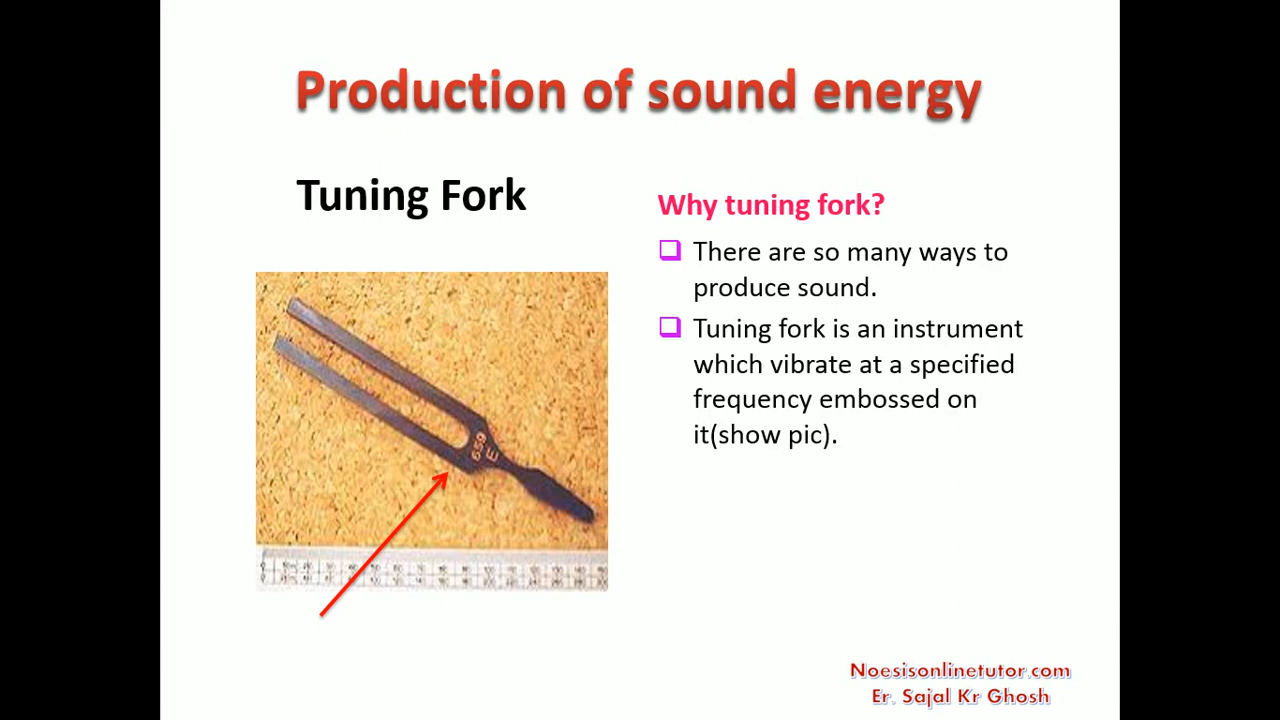 Production of sound energy
Tuning Fork
Why tuning fork?
There are so many ways to
produce sound.
Tuning fork is an instrument
which vibrate at a specified
frequency embossed on
it(show pic).
659
E
Noesisonlinetutor.com
Er. Sajal Kr Ghosh